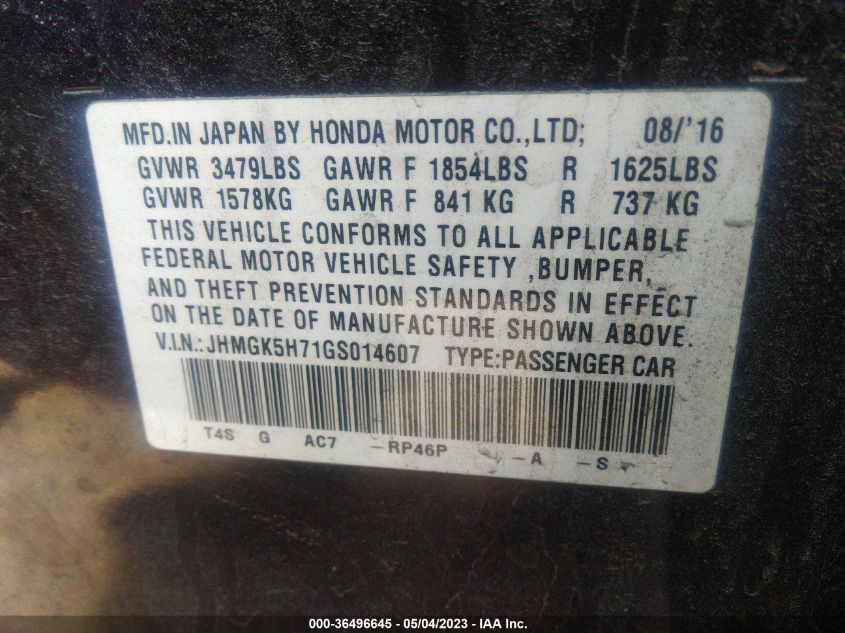 MFD.IN JAPAN BY HONDA MOTOR CO.,LTD; 08/'16
GVWR 3479LBS GAWR F 1854LBS R 1625LBS
GVWR 1578KG GAWR F 841 KG R 737 KG
THIS VEHICLE CONFORMS TO ALL APPLICABLE
FEDERAL MOTOR VEHICLE SAFETY ,BUMPER,
AND THEFT PREVENTION STANDARDS IN EFFECT
ON THE DATE OF MANUFACTURE SHOWN ABOVE.
V.I.N.:JHMGK5H71GS014607 TYPE:PASSENGER CAR
T4S G AC7 -RP46P -A -S
000-36496645 - 05/04/2023 - IAA Inc.